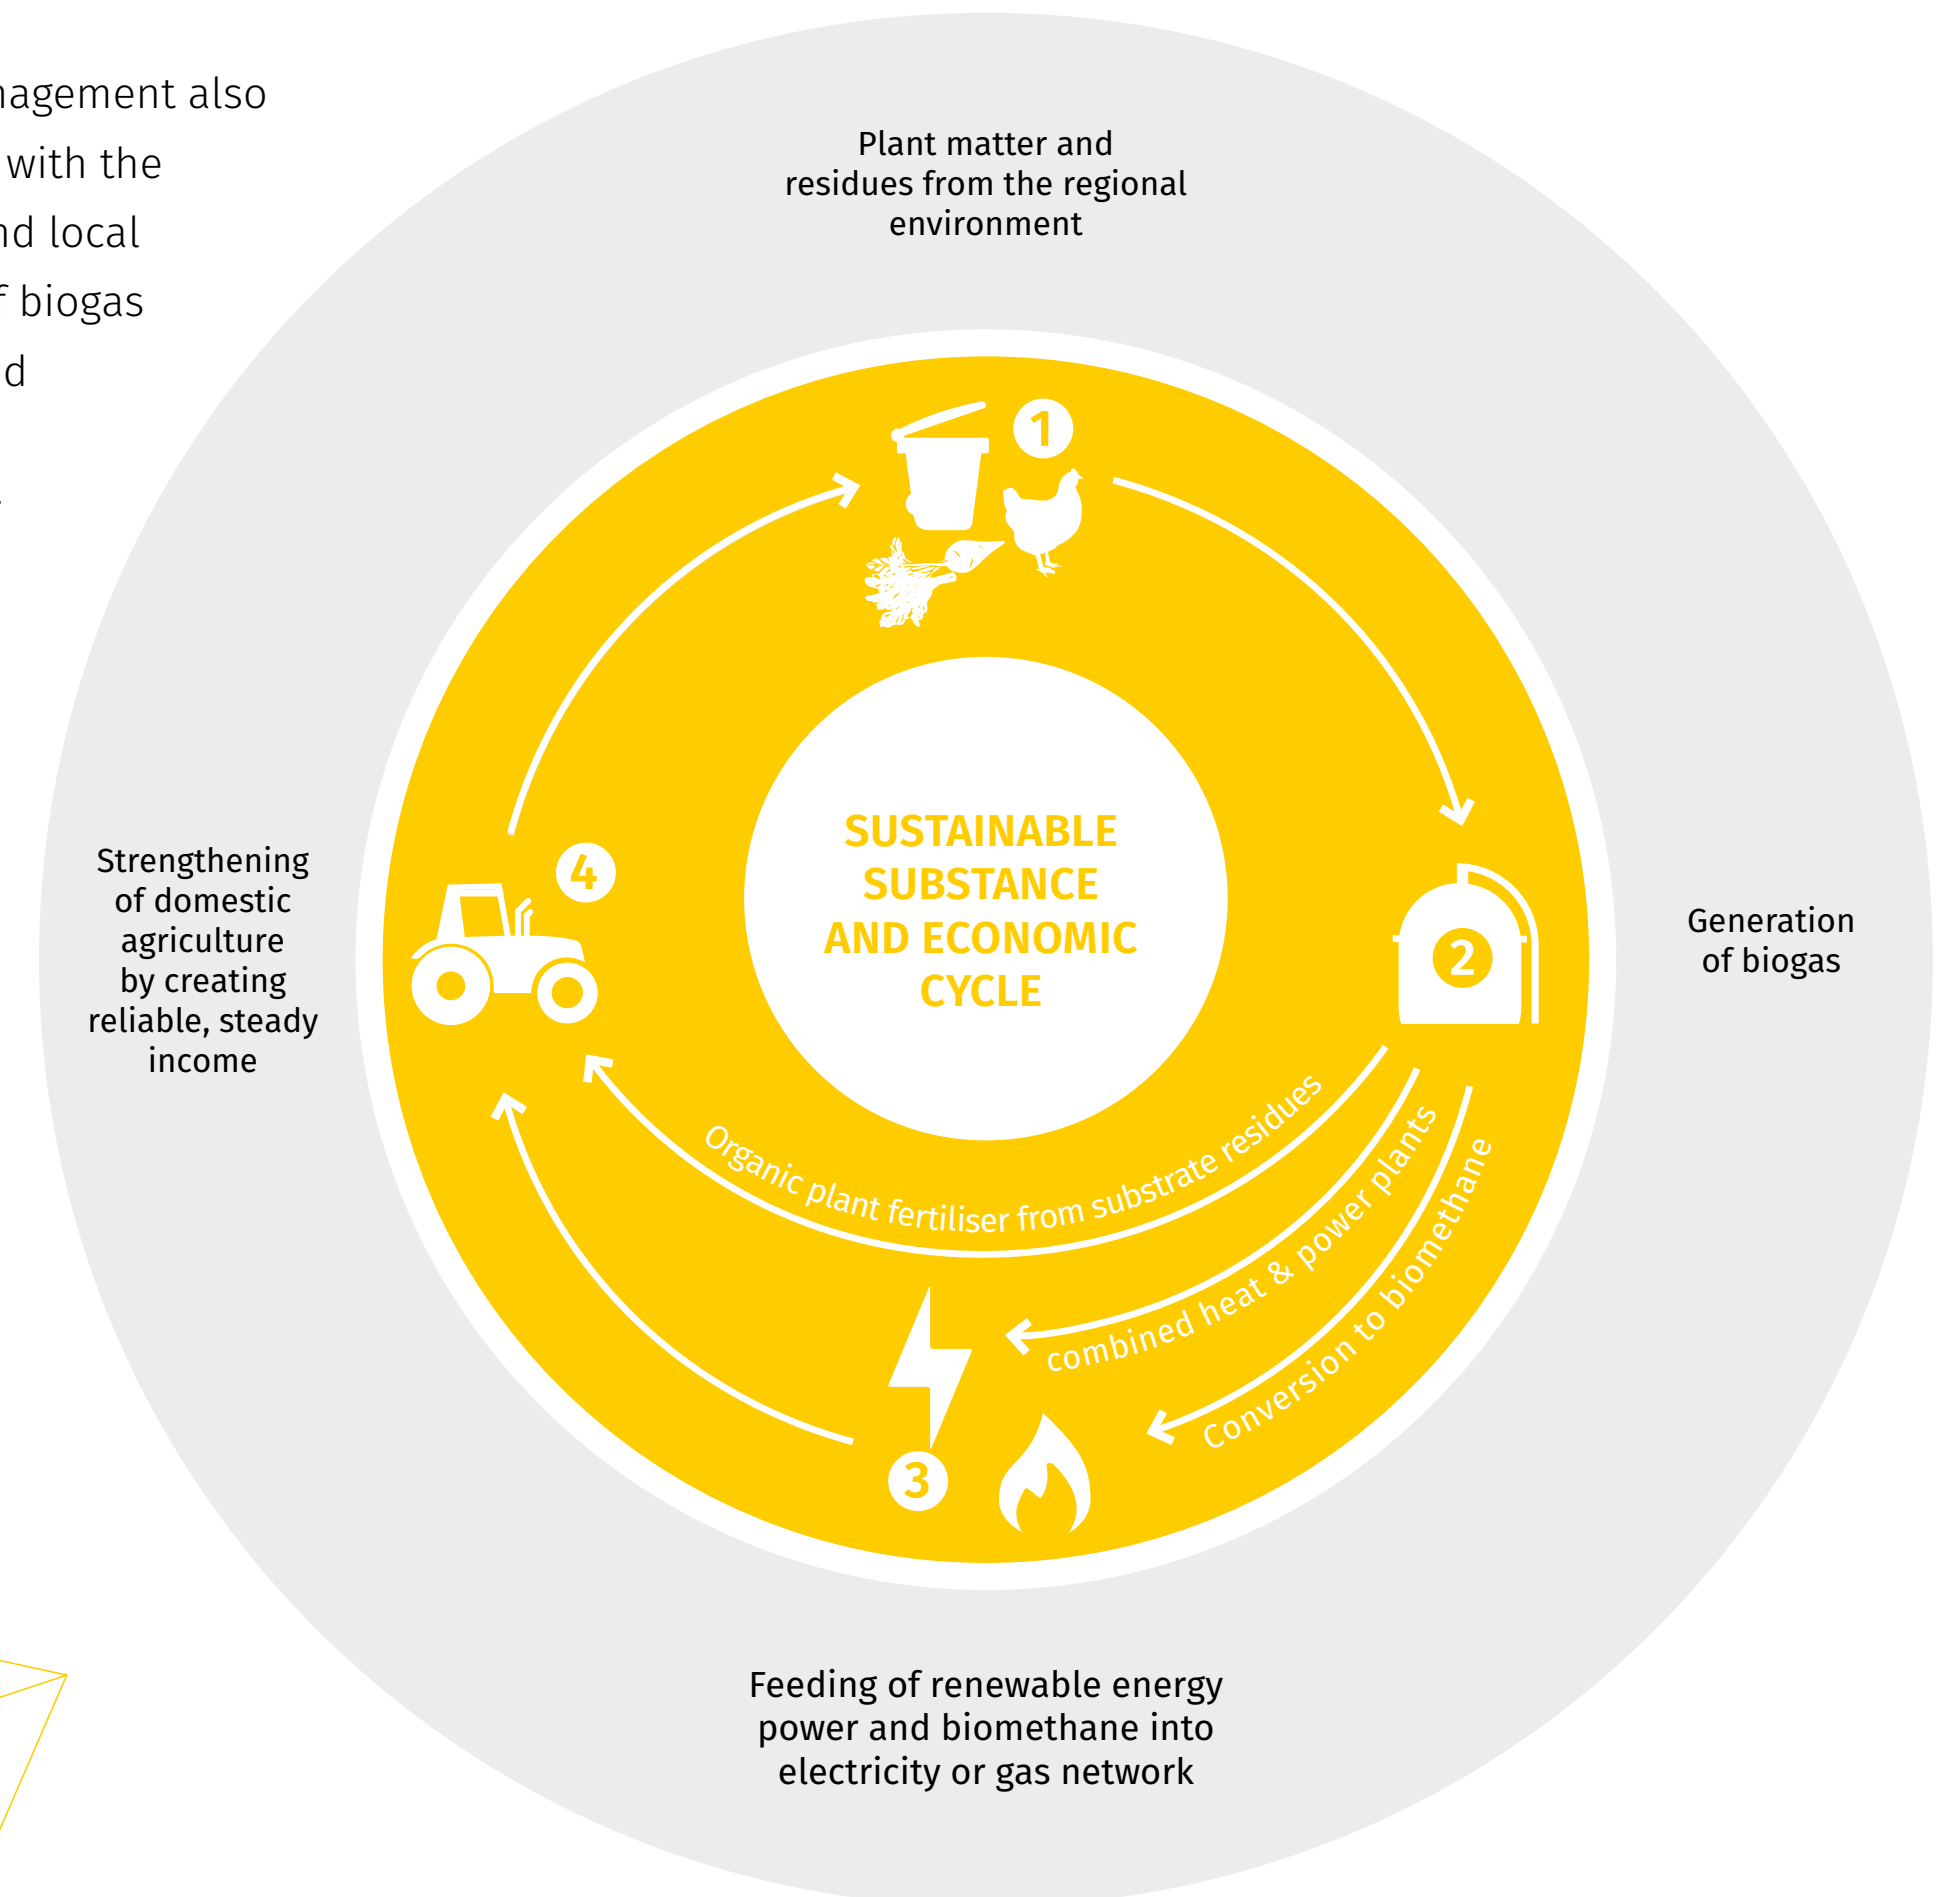 nagement also
with the
nd local
f biogas
d
Plant matter and
residues from the regional
environment
1
SUSTAINABLE
SUBSTANCE
AND ECONOMIC
CYCLE
4
Strengthening
of domestic
agriculture
by creating
reliable, steady
income
2
Generation
of biogas
Organic plant fertiliser from substrate residues
combined heat & power plants
Conversion to biomethane
3
Feeding of renewable energy
power and biomethane into
electricity or gas network